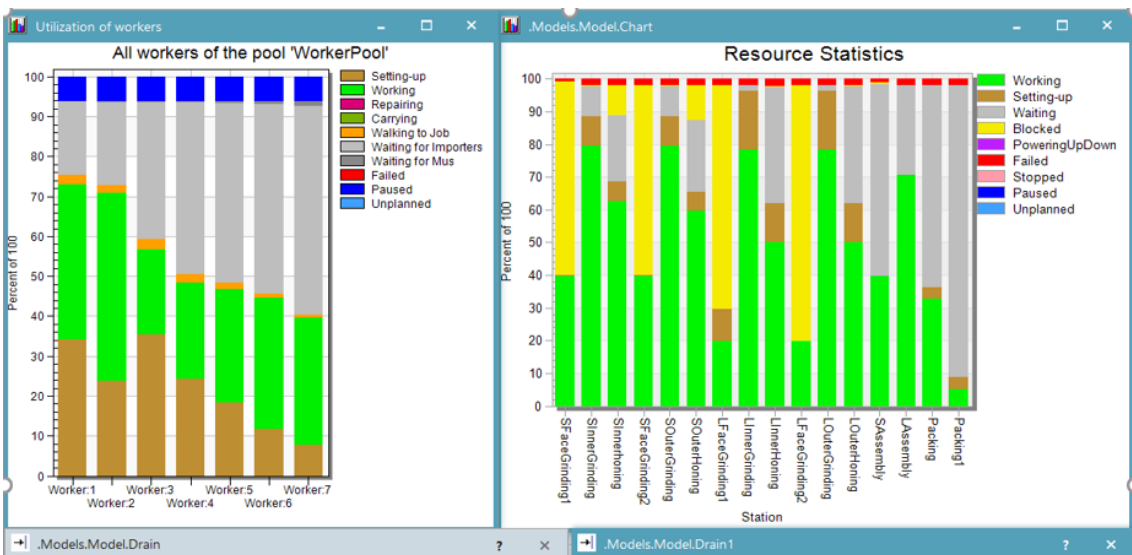 Utilization of workers
All workers of the pool 'WorkerPool'
100
90
80
70
60
50
40
30
20
10
0
Percent of 100
Worker:1
Worker:2
Worker:3
Worker:4
Worker:5
Worker:6
Worker:7
Setting-up
Working
Repairing
Carrying
Walking to Job
Waiting for Importers
Waiting for Mus
Failed
Paused
Unplanned
.Models.Model.Chart
Resource Statistics
100
90
80
70
60
50
40
30
20
10
0
Percent of 100
SFaceGrinding1
SInnerGrinding
SInnerhoning
SFaceGrinding2
SOuterGrinding
SOuterHoning
LFaceGrinding1
LInnerGrinding
LInnerHoning
LFaceGrinding2
LOuterGrinding
LOuterHoning
SAssembly
LAssembly
Packing
Packing1
Station
Working
Setting-up
Waiting
Blocked
PoweringUpDown
Failed
Stopped
Paused
Unplanned
.Models.Model.Drain
?
.Models.Model.Drain1
?